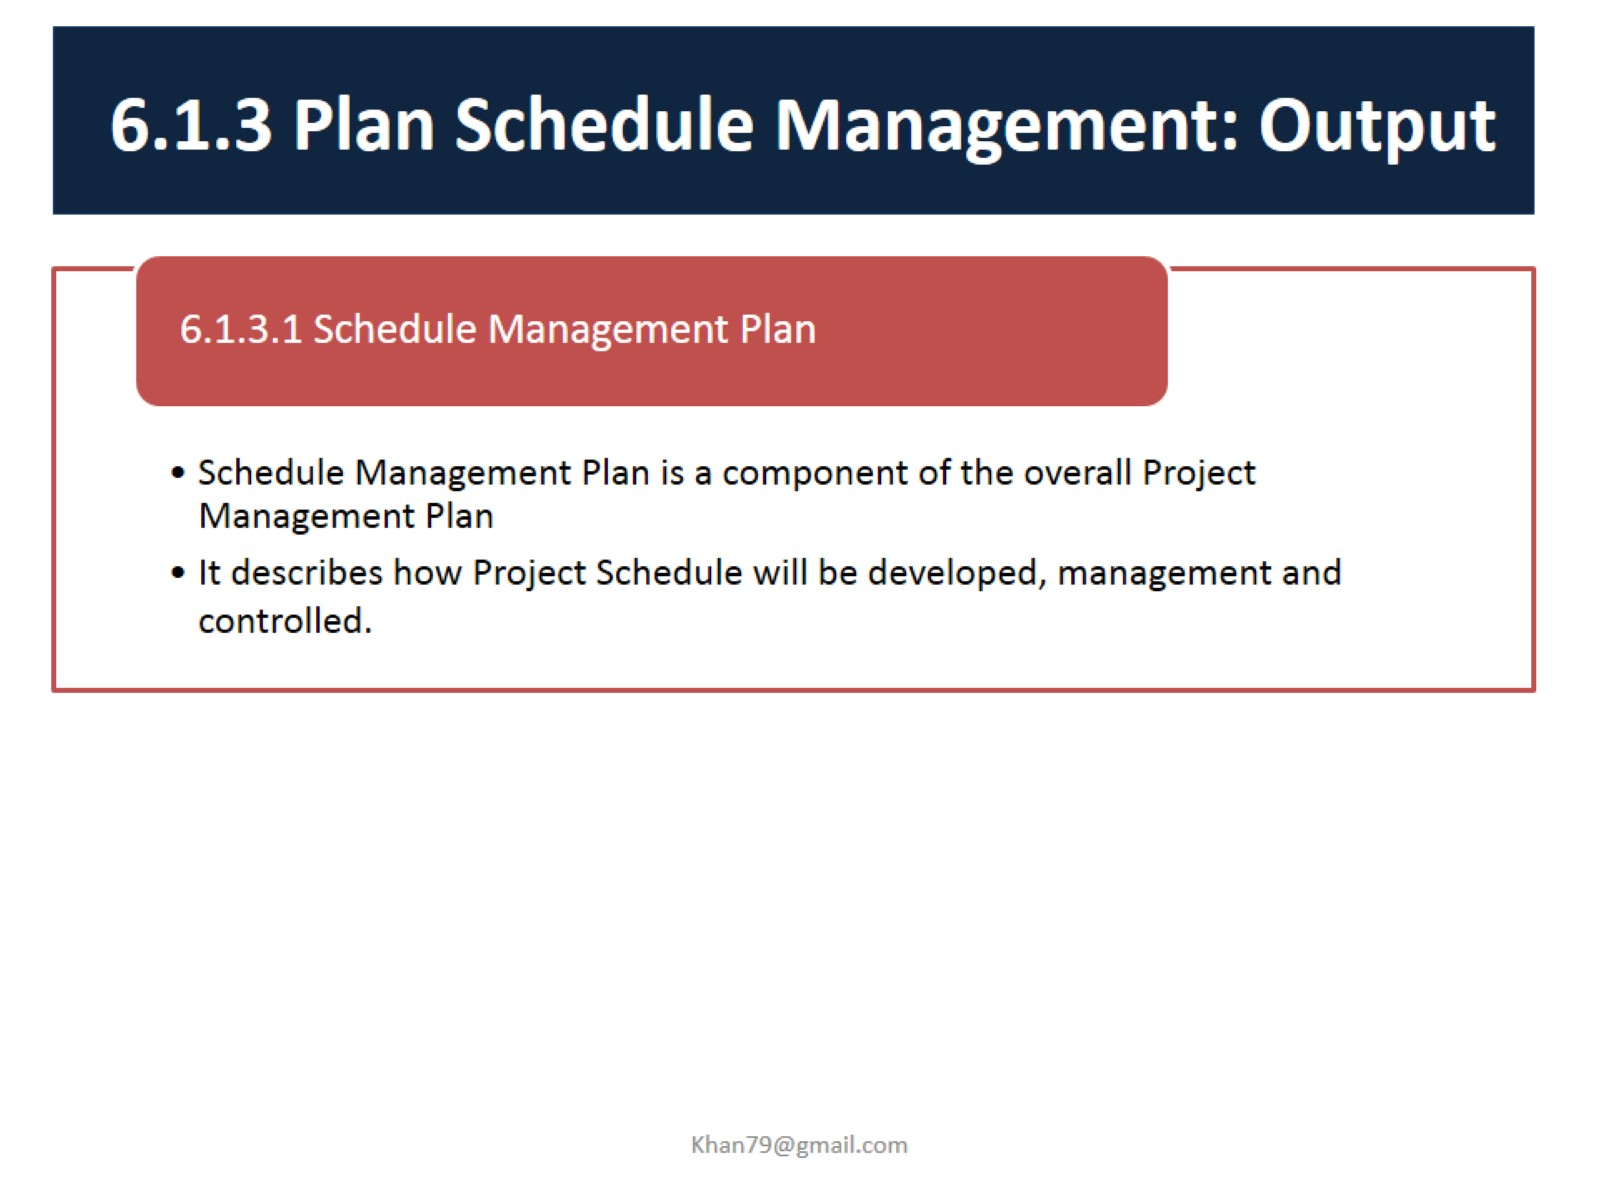 6.1.3 Plan Schedule Management: Output
6.1.3.1 Schedule Management Plan
• Schedule Management Plan is a component of the overall Project
Management Plan
• It describes how Project Schedule will be developed, management and
controlled.
Khan79@gmail.com